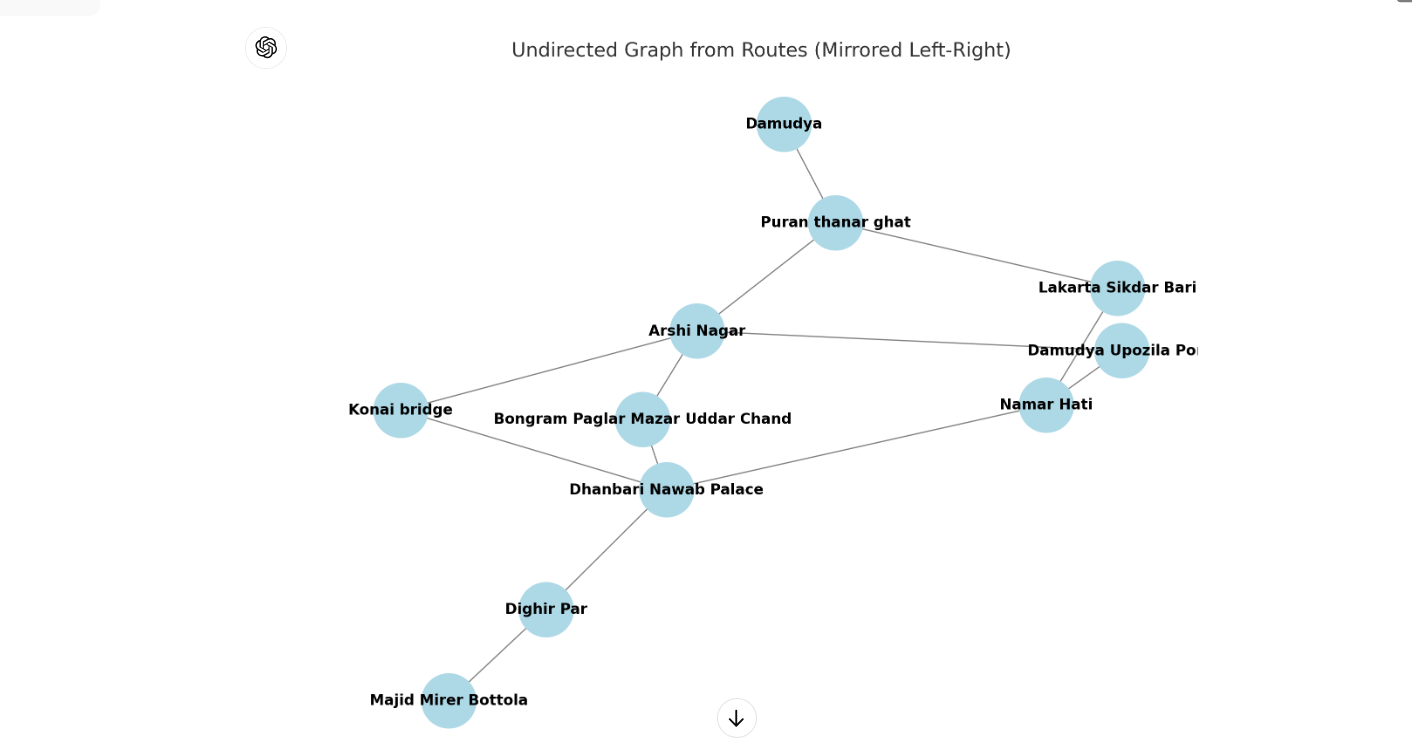 Undirected Graph from Routes (Mirrored Left-Right)
Damudya
Puran thanar ghat
Lakarta Sikdar Bari
Arshi Nagar
Damudya Upozila
Namar Hati
Konai bridge
Bongram Paglar Mazar Uddar Chand
Dhanbari Nawab Palace
Dighir Par
Majid Mirer Bottola